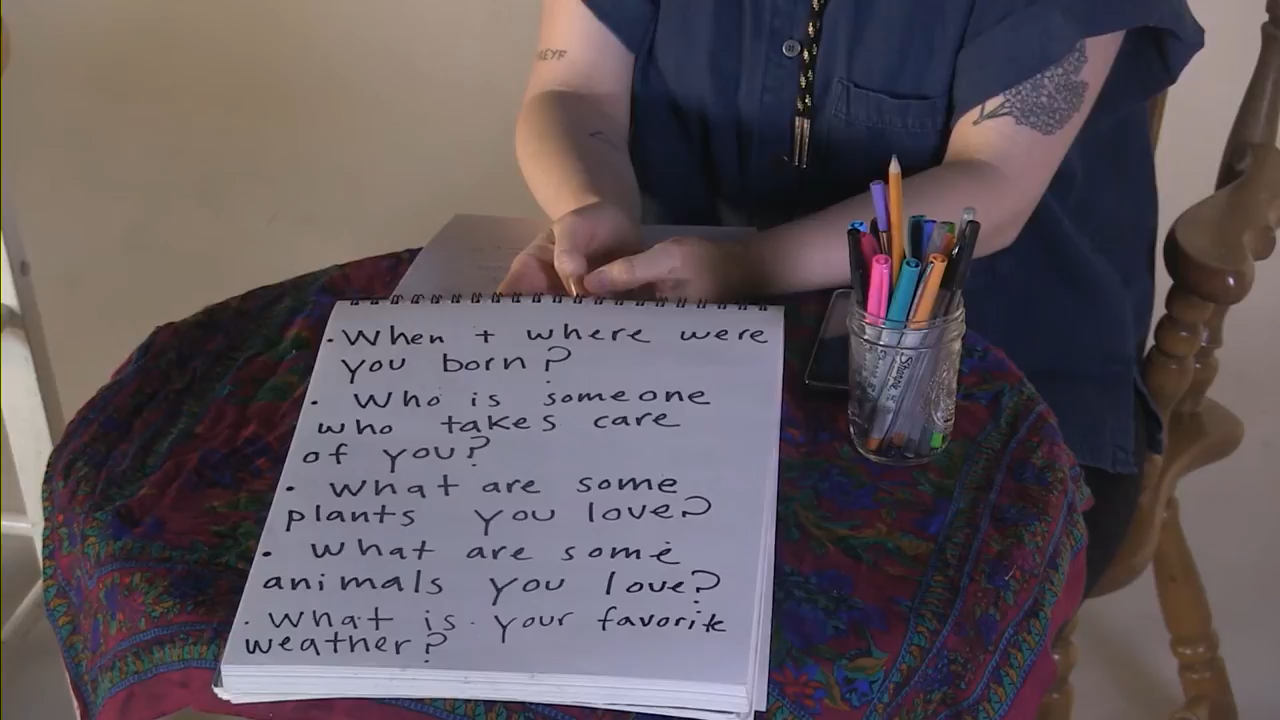 · When + where were
you born?
· Who is someone
who takes care
of you?
· What are some
plants you love?
· What are some
animals you love?
· What is your favorite
weather?
Sharpie